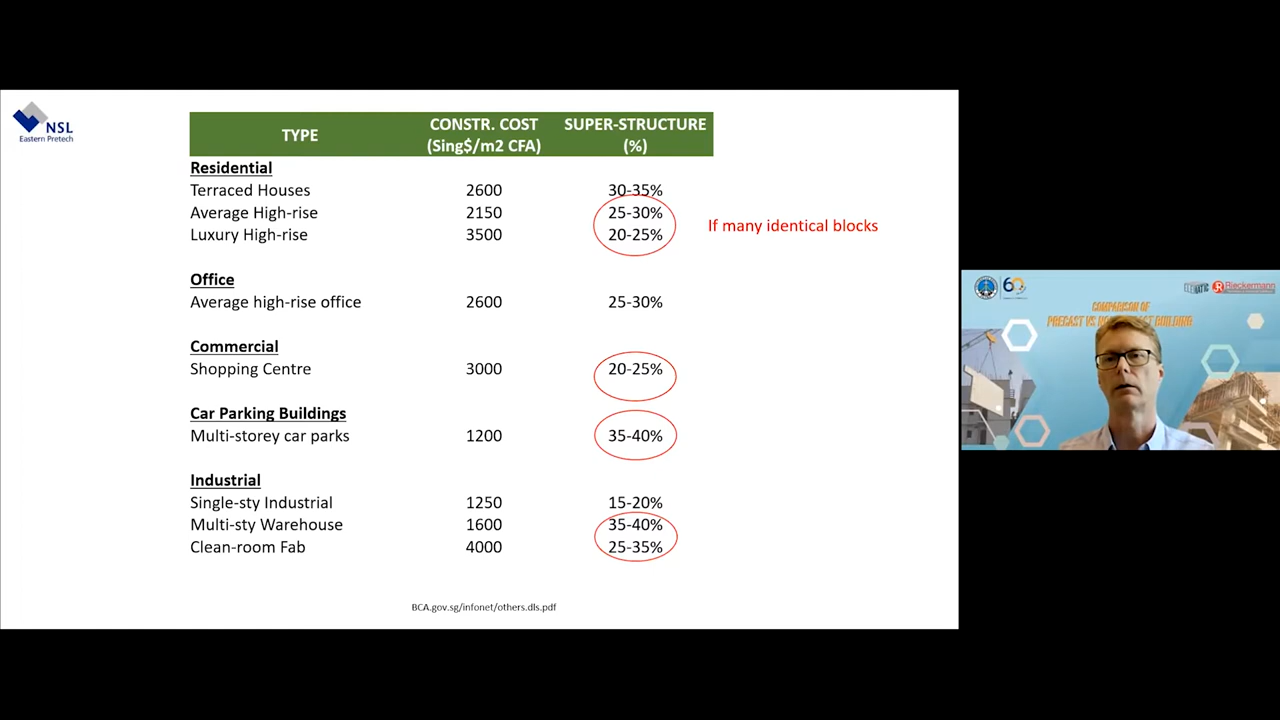 NSL
Eastern Pretech
TYPE CONSTR. COST SUPER-STRUCTURE
(Sing$/m2 CFA) (%)
Residential
Terraced Houses 2600 30-35%
Average High-rise 2150 25-30%
Luxury High-rise 3500 20-25%
If many identical blocks
Office
Average high-rise office 2600 25-30%
Commercial
Shopping Centre 3000 20-25%
Car Parking Buildings
Multi-storey car parks 1200 35-40%
Industrial
Single-sty Industrial 1250 15-20%
Multi-sty Warehouse 1600 35-40%
Clean-room Fab 4000 25-35%
BCA.gov.sg/infonet/others.dls.pdf
60
Rieckermann
COMPARISON OF
PRECAST VS BUILDING